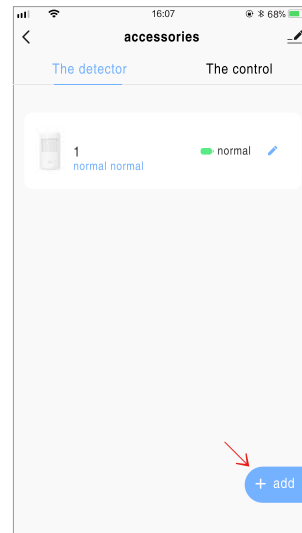 16:07 68%
accessories
The detector The control
1 normal
normal normal
+ add